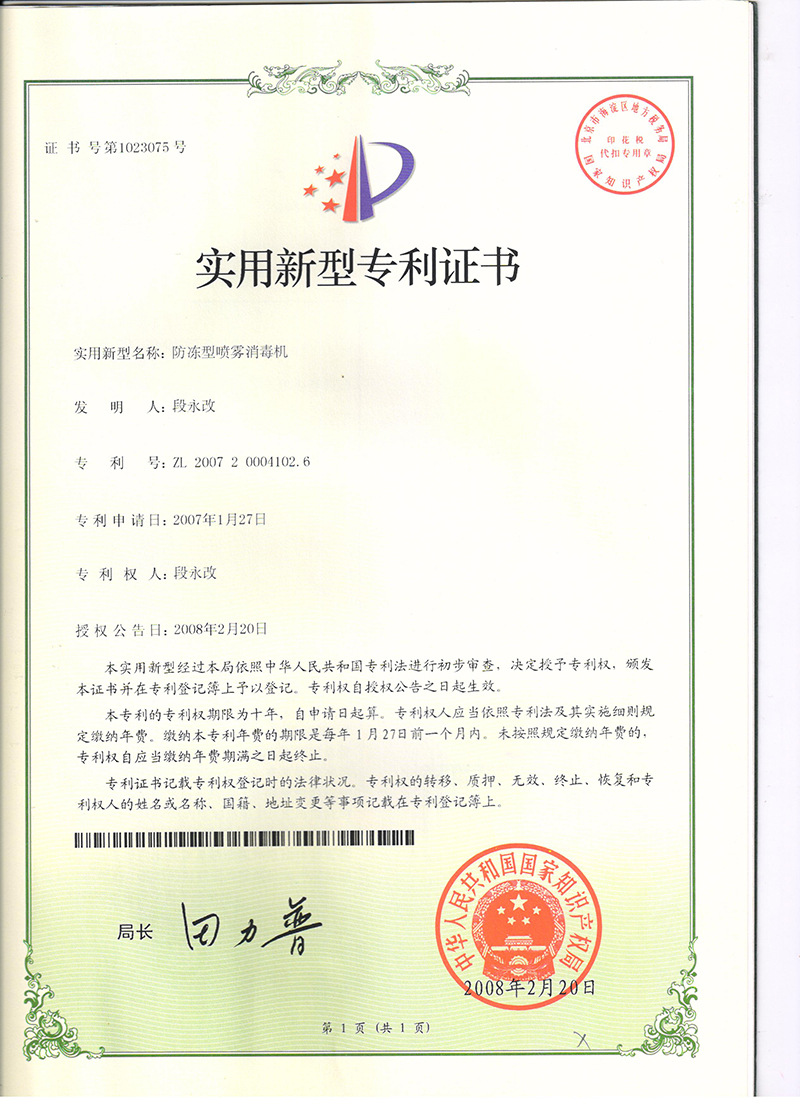 证 书 号第1023075号
北京市海淀区地方税务局
印花税
代扣专用章
国家知识产权局
实用新型专利证书
实用新型名称：防冻型喷雾消毒机
发 明 人：段永改
专 利 号：ZL 2007 2 0004102.6
专利申请日：2007年1月27日
专 利 权 人：段永改
授权公告日：2008年2月20日
本实用新型经过本局依照中华人民共和国专利法进行初步审查，决定授予专利权，颁发
本证书并在专利登记簿上予以登记。专利权自授权公告之日起生效。
本专利的专利权期限为十年，自申请日起算。专利权人应当依照专利法及其实施细则规
定缴纳年费。缴纳本专利年费的期限是每年1月27日前一个月内。未按照规定缴纳年费的，
专利权自应当缴纳年费期满之日起终止。
专利证书记载专利权登记时的法律状况。专利权的转移、质押、无效、终止、恢复和专
利权人的姓名或名称、国籍、地址变更等事项记载在专利登记簿上。
局长 田力普
中华人民共和国国家知识产权局
2008年2月20日
第 1 页 (共 1 页)